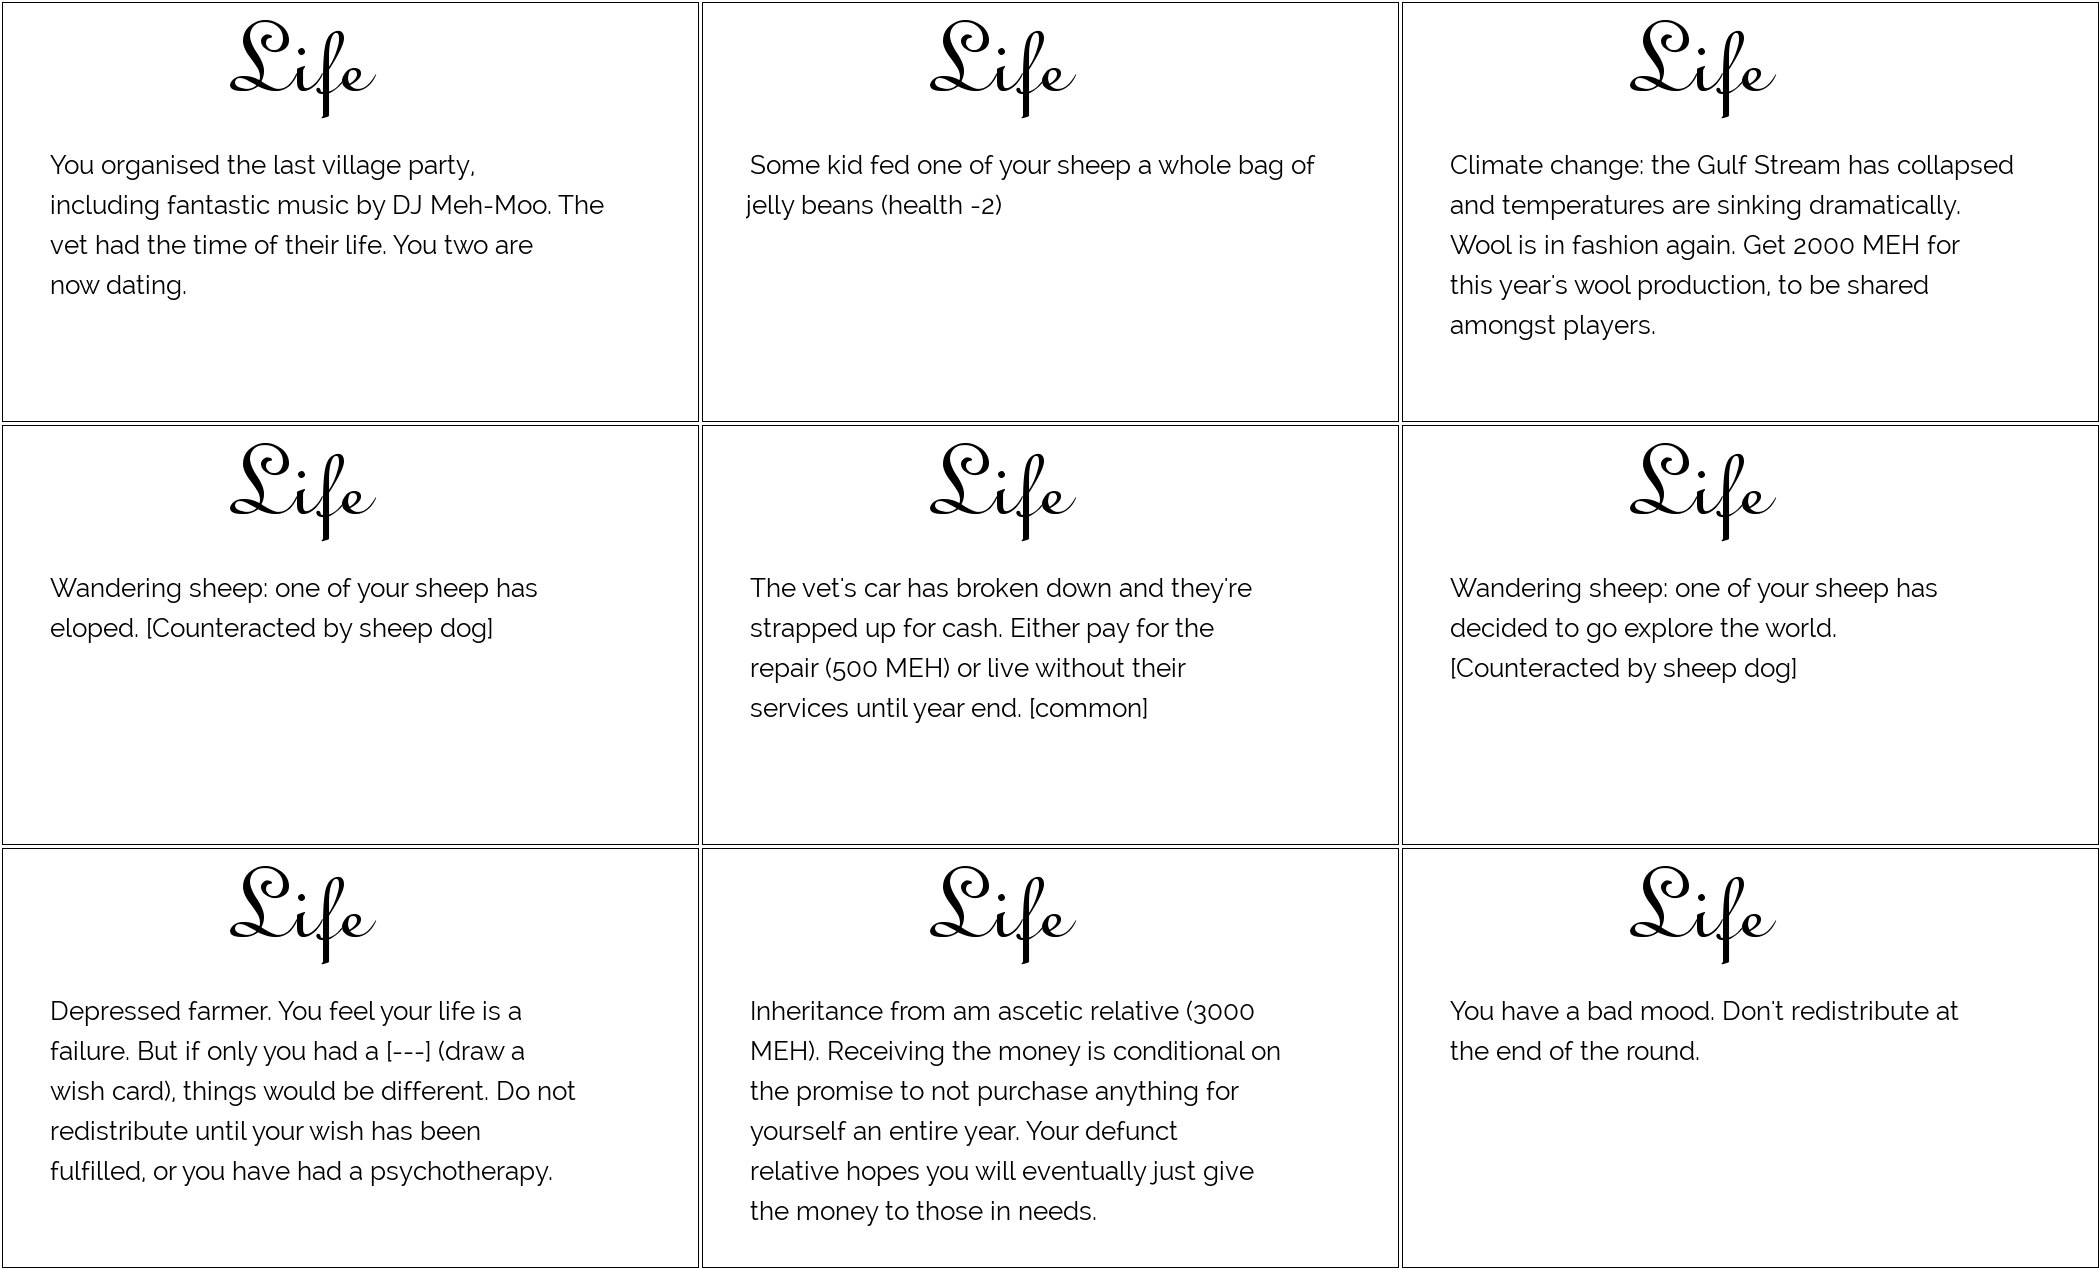 Life
You organised the last village party,
including fantastic music by DJ Meh-Moo. The
vet had the time of their life. You two are
now dating.
Life
Some kid fed one of your sheep a whole bag of
jelly beans (health -2)
Life
Climate change: the Gulf Stream has collapsed
and temperatures are sinking dramatically.
Wool is in fashion again. Get 2000 MEH for
this year's wool production, to be shared
amongst players.
Life
Wandering sheep: one of your sheep has
eloped. [Counteracted by sheep dog]
Life
The vet's car has broken down and they're
strapped up for cash. Either pay for the
repair (500 MEH) or live without their
services until year end. [common]
Life
Wandering sheep: one of your sheep has
decided to go explore the world.
[Counteracted by sheep dog]
Life
Depressed farmer. You feel your life is a
failure. But if only you had a [---] (draw a
wish card), things would be different. Do not
redistribute until your wish has been
fulfilled, or you have had a psychotherapy.
Life
Inheritance from am ascetic relative (3000
MEH). Receiving the money is conditional on
the promise to not purchase anything for
yourself an entire year. Your defunct
relative hopes you will eventually just give
the money to those in needs.
Life
You have a bad mood. Don't redistribute at
the end of the round.